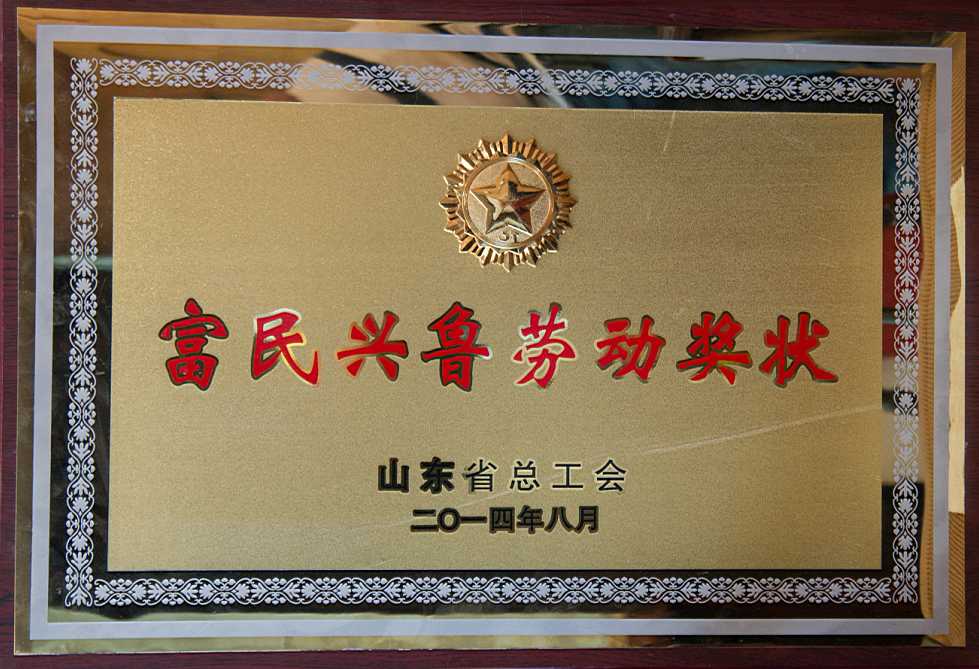 富民兴鲁劳动奖状
山东省总工会
二〇一四年八月